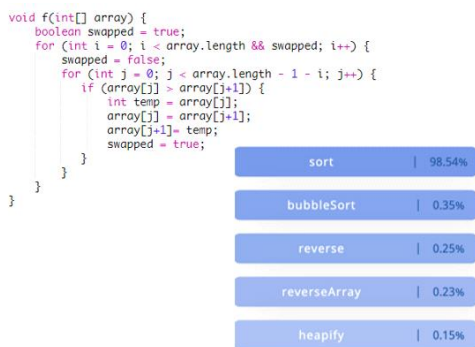 void f(int[] array) {
    boolean swapped = true;
    for (int i = 0; i < array.length && swapped; i++) {
        swapped = false;
        for (int j = 0; j < array.length - 1 - i; j++) {
            if (array[j] > array[j+1]) {
                int temp = array[j];
                array[j] = array[j+1];
                array[j+1]= temp;
                swapped = true;
            }
        }
    }
}
sort | 98.54%
bubbleSort | 0.35%
reverse | 0.25%
reverseArray | 0.23%
heapify | 0.15%